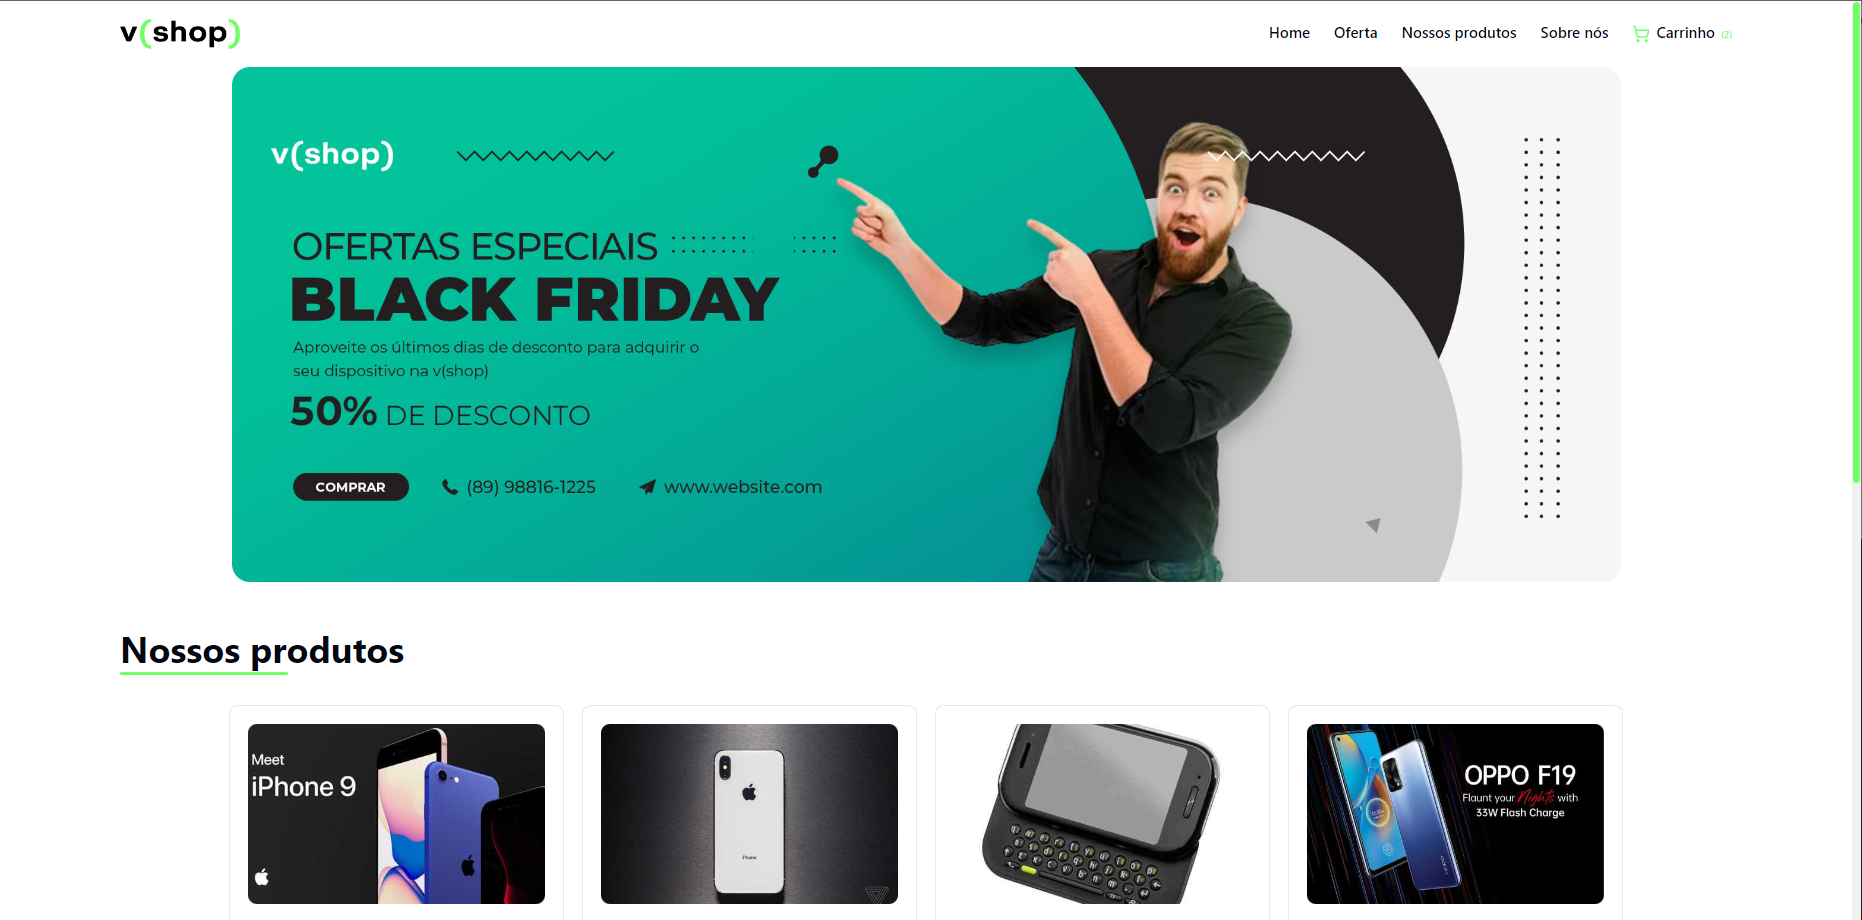 v(shop)
Home
Oferta
Nossos produtos
Sobre nós
Carrinho (2)
v(shop)
OFERTAS ESPECIAIS
BLACK FRIDAY
Aproveite os últimos dias de desconto para adquirir o
seu dispositivo na v(shop)
50% DE DESCONTO
COMPRAR
(89) 98816-1225
www.website.com
Nossos produtos
Meet
iPhone 9
iPhone
OPPO F19
Flaunt your Nights with
33W Flash Charge